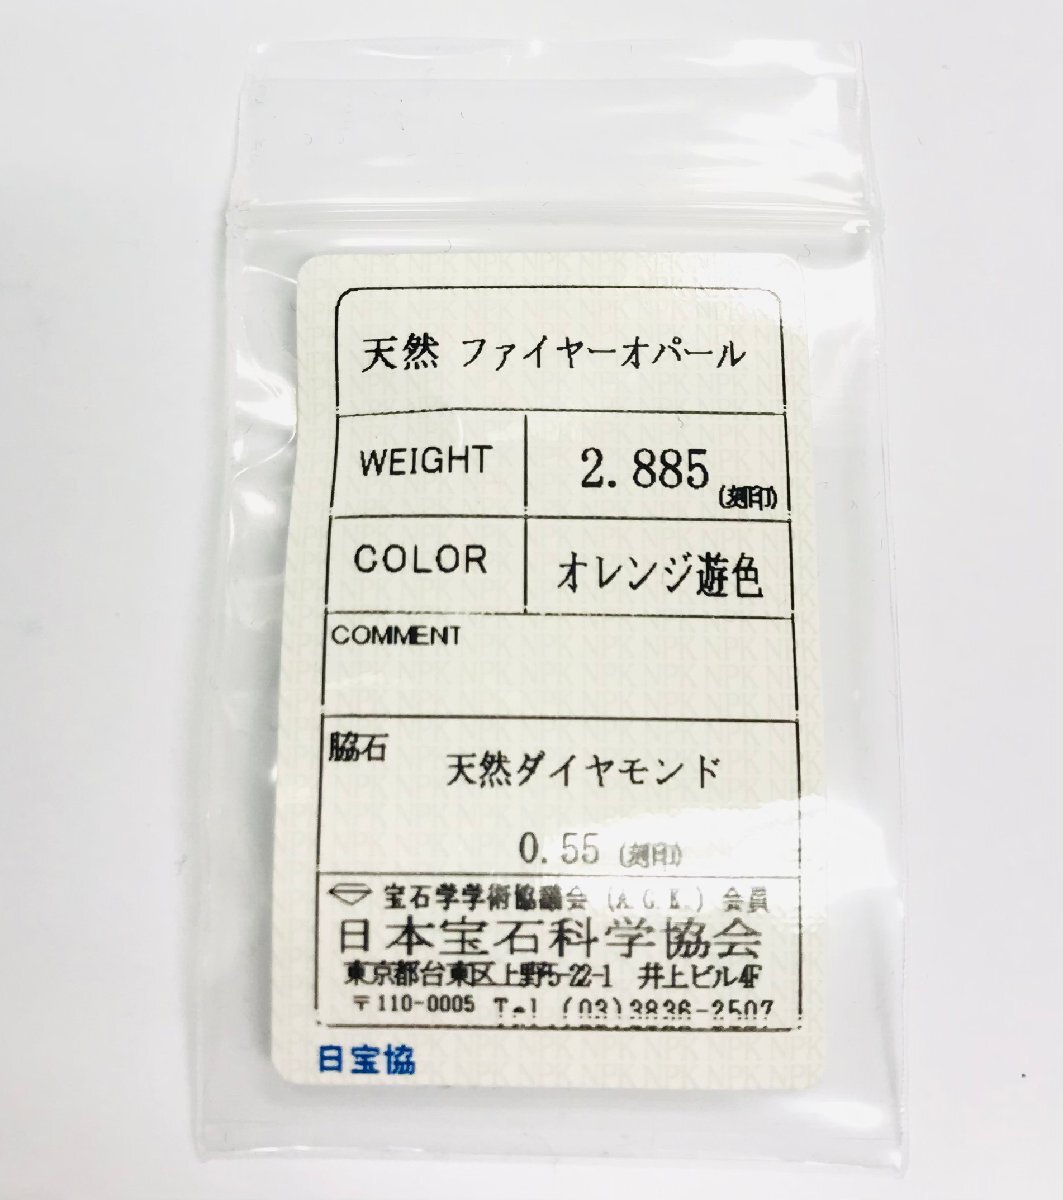 天然 ファイヤーオパール
WEIGHT 2.885 (刻印)
COLOR オレンジ遊色
COMMENT
脇石 天然ダイヤモンド
0.55 (刻印)
宝石学学術協議会 (A.G.K.) 会員
日本宝石科学協会
東京都台東区上野5-22-1 井上ビル4F
〒110-0005 Tel (03)3836-2507
日宝協